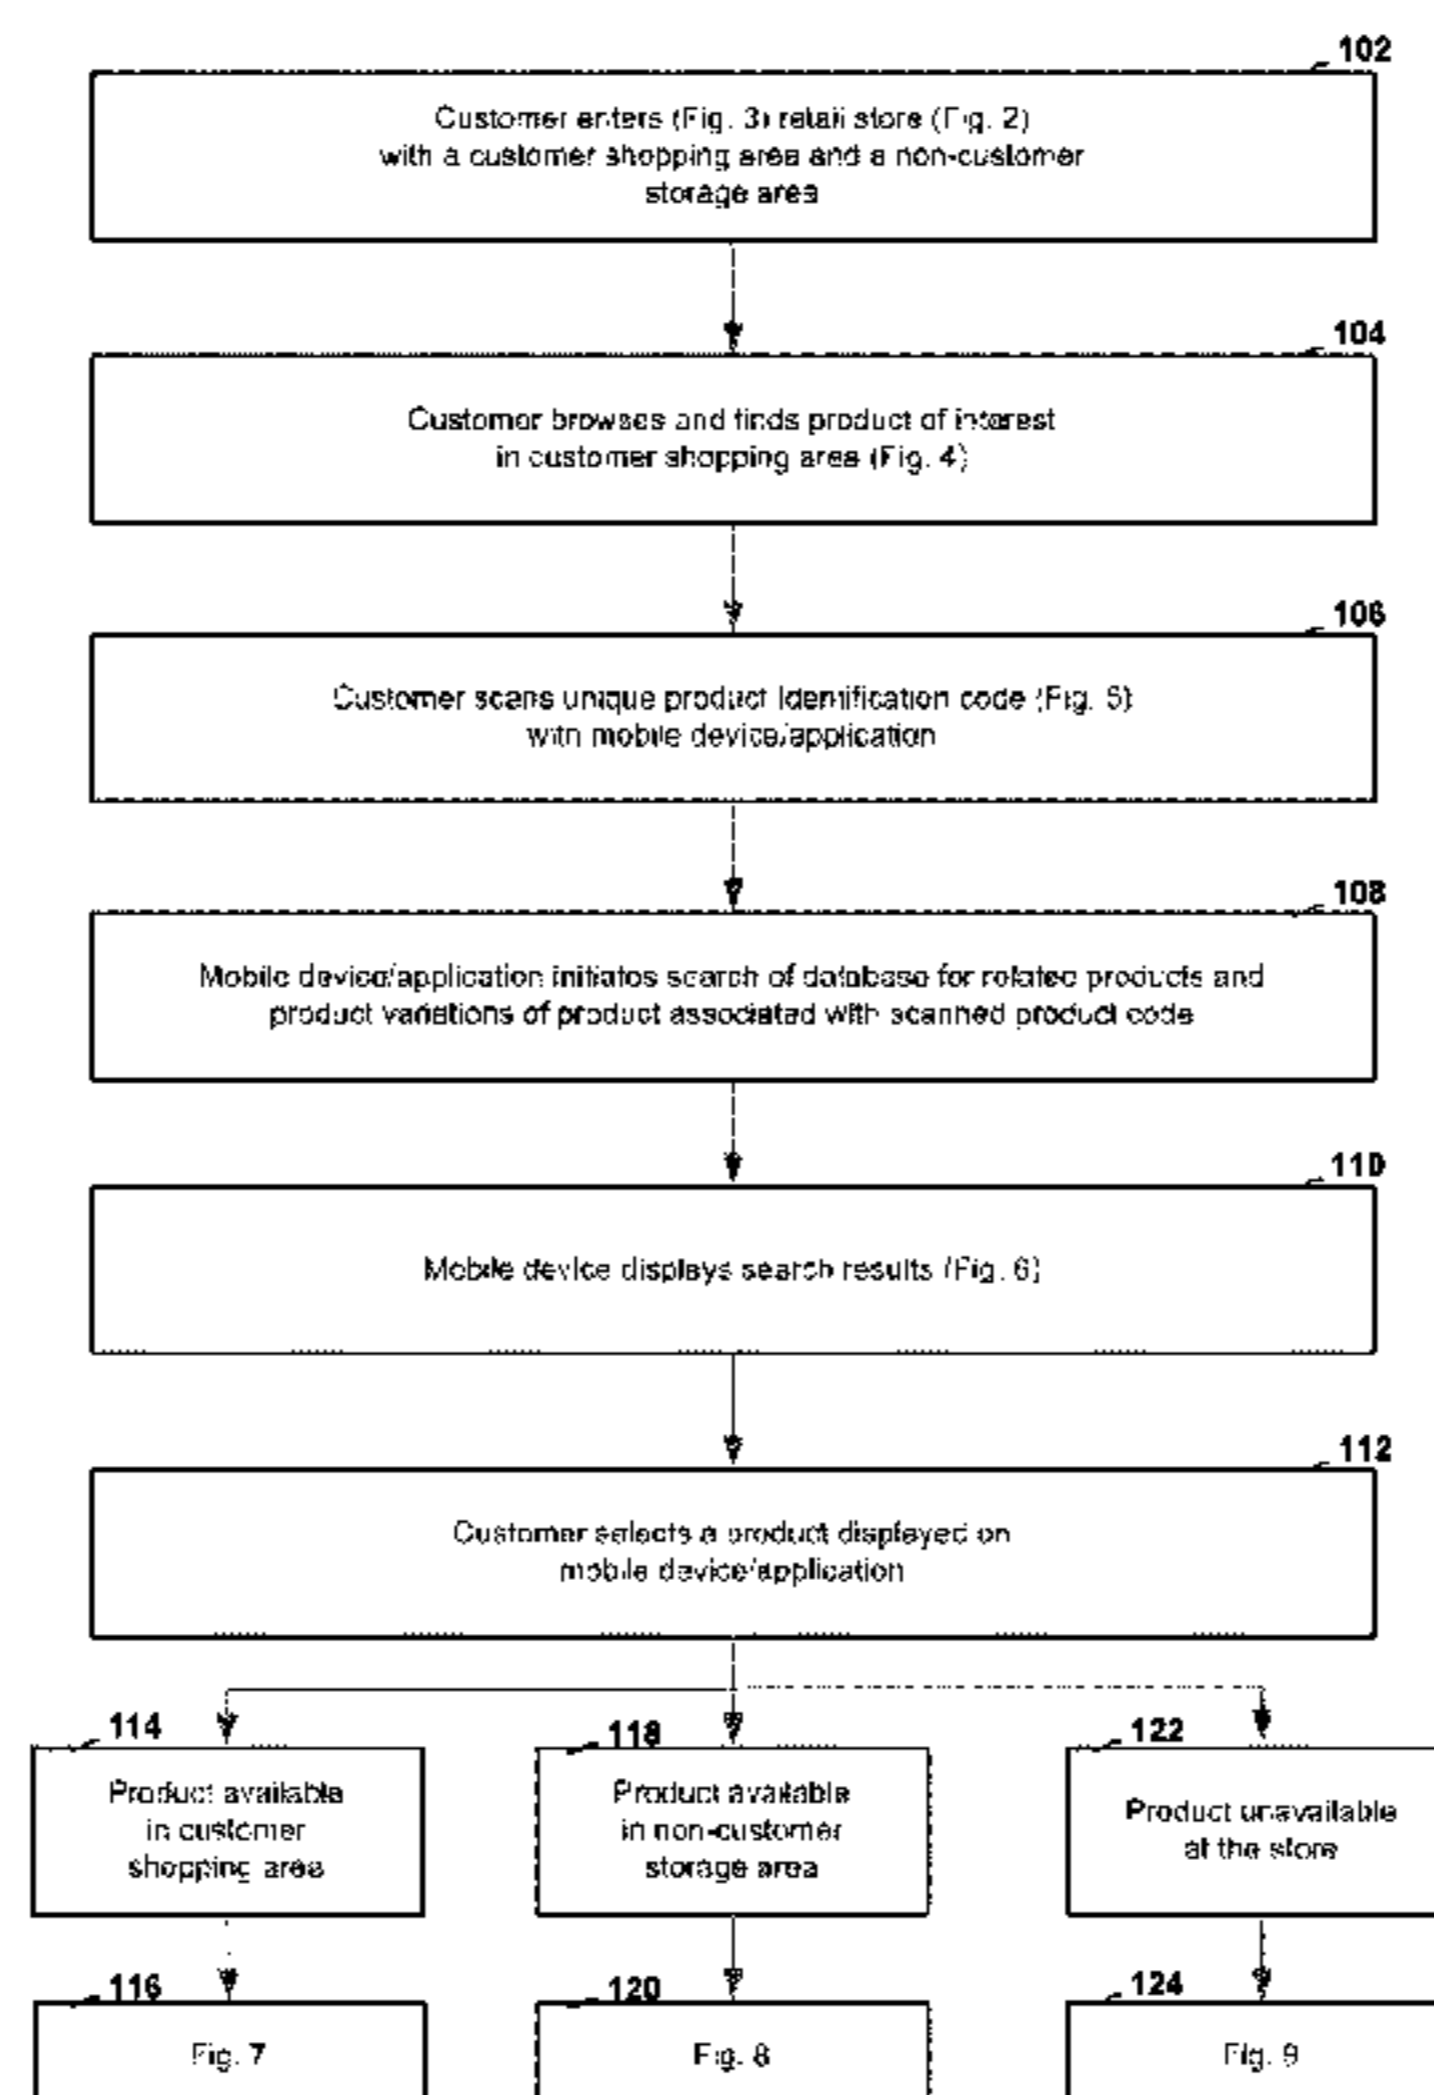 102
Customer enters (Fig. 3) retail store (Fig. 2)
with a customer shopping area and a non-customer
storage area
104
Customer browses and finds product of interest
in customer shopping area (Fig. 4)
106
Customer scans unique product identification code (Fig. 5)
with mobile device/application
108
Mobile device/application initiates search of database for related products and
product variations of product associated with scanned product code
110
Mobile device displays search results (Fig. 6)
112
Customer selects a product displayed on
mobile device/application
114
Product available
in customer
shopping area
118
Product available
in non-customer
storage area
122
Product unavailable
at the store
116
Fig. 7
120
Fig. 8
124
Fig. 9